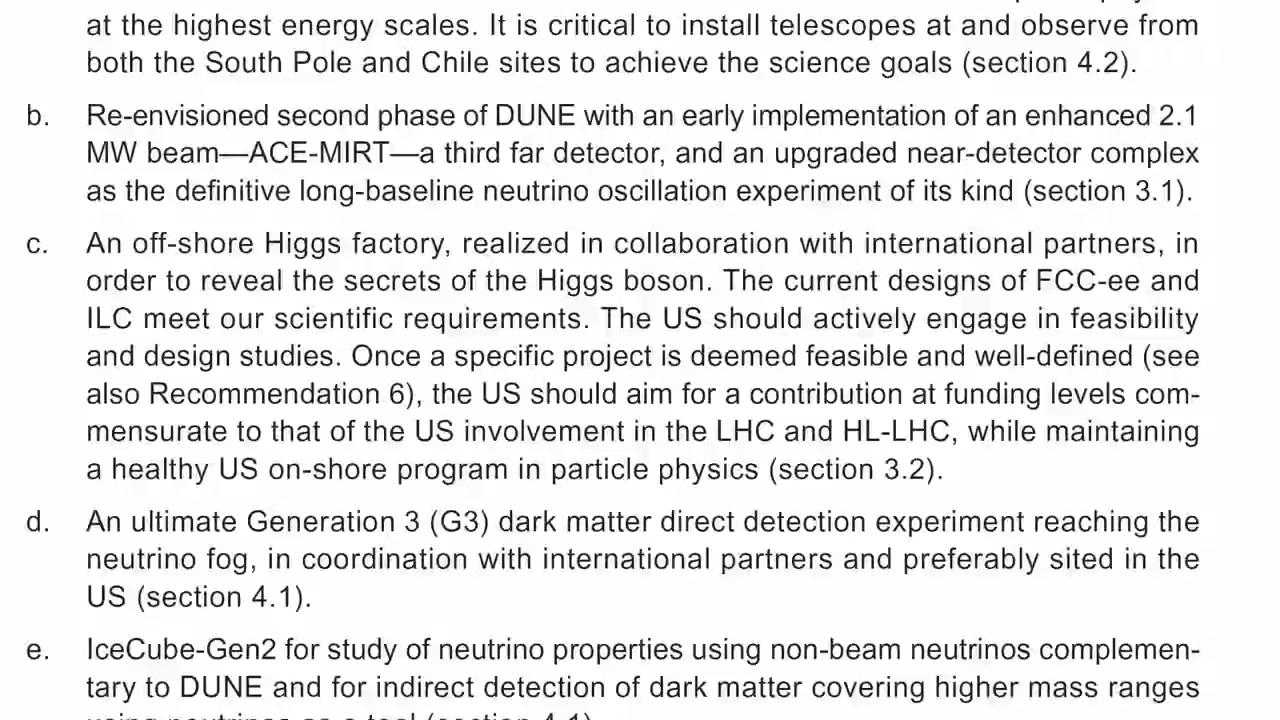 at the highest energy scales. It is critical to install telescopes at and observe from
both the South Pole and Chile sites to achieve the science goals (section 4.2).
b. Re-envisioned second phase of DUNE with an early implementation of an enhanced 2.1
MW beam—ACE-MIRT—a third far detector, and an upgraded near-detector complex
as the definitive long-baseline neutrino oscillation experiment of its kind (section 3.1).
c. An off-shore Higgs factory, realized in collaboration with international partners, in
order to reveal the secrets of the Higgs boson. The current designs of FCC-ee and
ILC meet our scientific requirements. The US should actively engage in feasibility
and design studies. Once a specific project is deemed feasible and well-defined (see
also Recommendation 6), the US should aim for a contribution at funding levels com-
mensurate to that of the US involvement in the LHC and HL-LHC, while maintaining
a healthy US on-shore program in particle physics (section 3.2).
d. An ultimate Generation 3 (G3) dark matter direct detection experiment reaching the
neutrino fog, in coordination with international partners and preferably sited in the
US (section 4.1).
e. IceCube-Gen2 for study of neutrino properties using non-beam neutrinos complemen-
tary to DUNE and for indirect detection of dark matter covering higher mass ranges
using neutrinos as a tool (section 4.1)